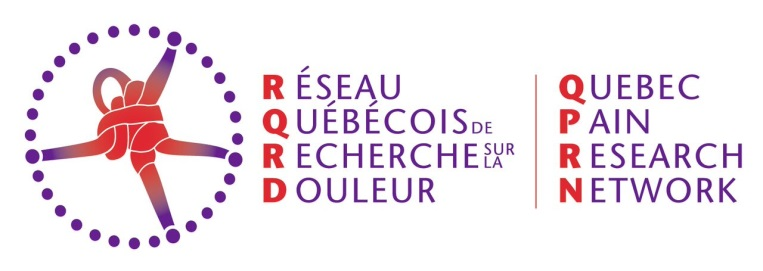 RÉSEAU
QUÉBÉCOIS DE
RECHERCHE SUR LA
DOULEUR
QUEBEC
PAIN
RESEARCH
NETWORK